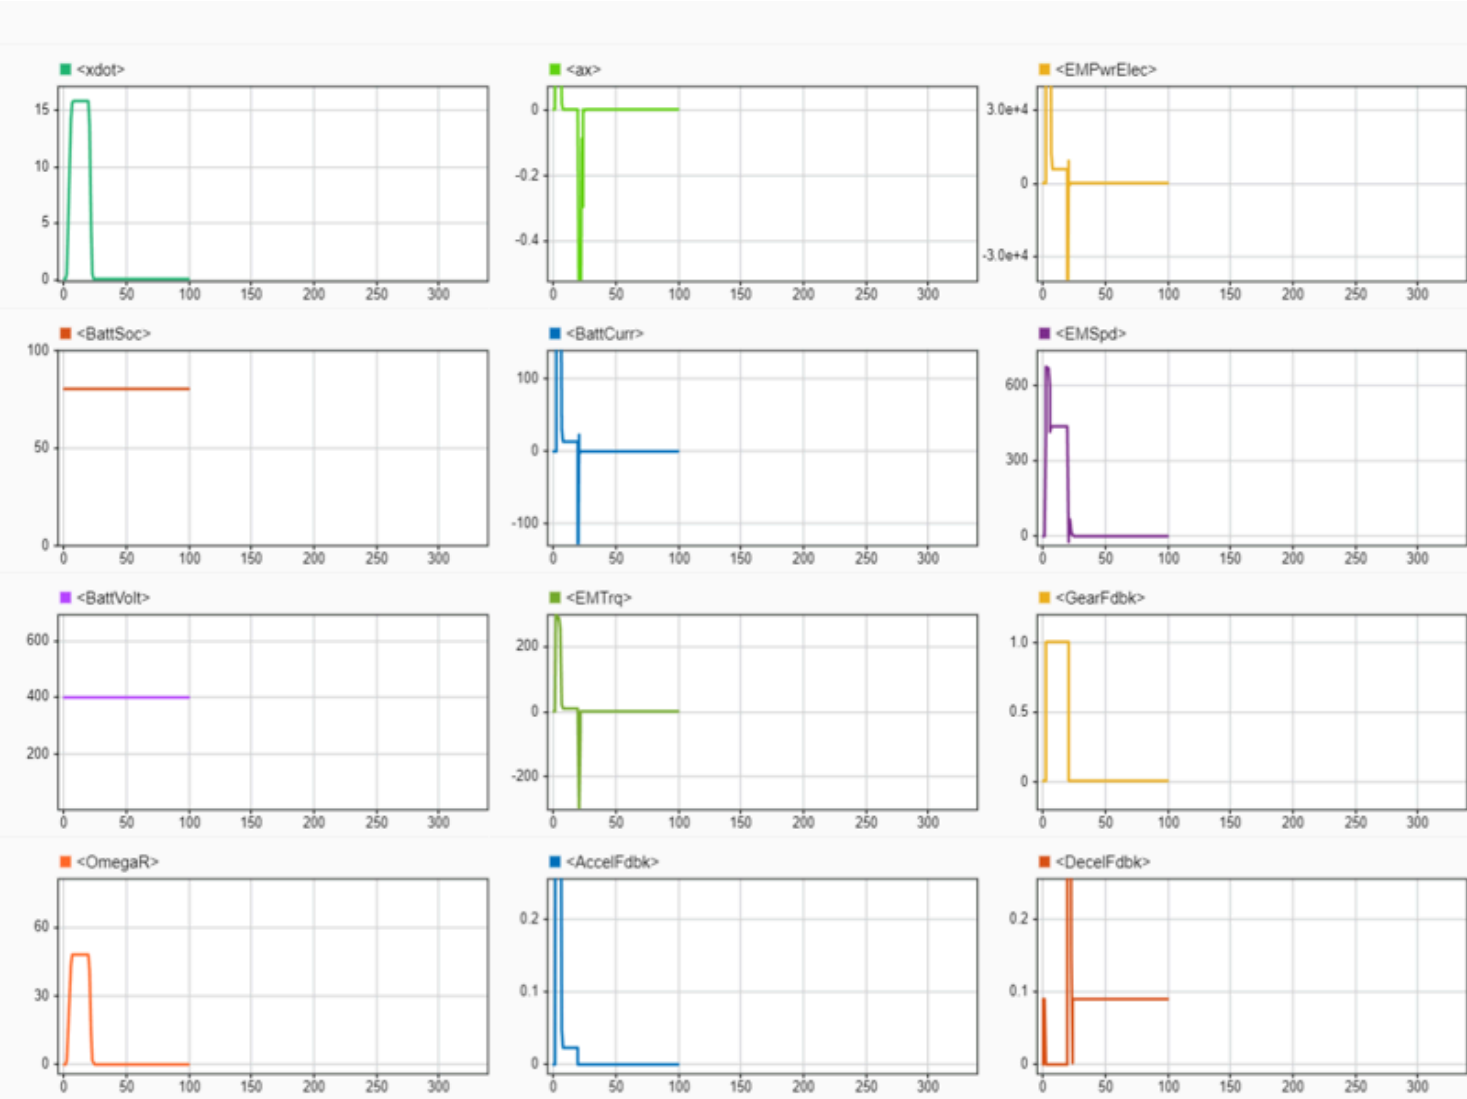 <xdot> <ax> <EMPwrElec>
15 0 3.0e+4
10 -0.2 0
5 -0.4 -3.0e+4
0
0 50 100 150 200 250 300 0 50 100 150 200 250 300 0 50 100 150 200 250 300
<BattSoc> <BattCurr> <EMSpd>
100 100 600
50 0 300
0 -100 0
0 50 100 150 200 250 300 0 50 100 150 200 250 300 0 50 100 150 200 250 300
<BattVolt> <EMTrq> <GearFdbk>
600 200 1.0
400 0 0.5
200 -200 0
0 50 100 150 200 250 300 0 50 100 150 200 250 300 0 50 100 150 200 250 300
<OmegaR> <AccelFdbk> <DecelFdbk>
60 0.2 0.2
30 0.1 0.1
0 0 0
0 50 100 150 200 250 300 0 50 100 150 200 250 300 0 50 100 150 200 250 300